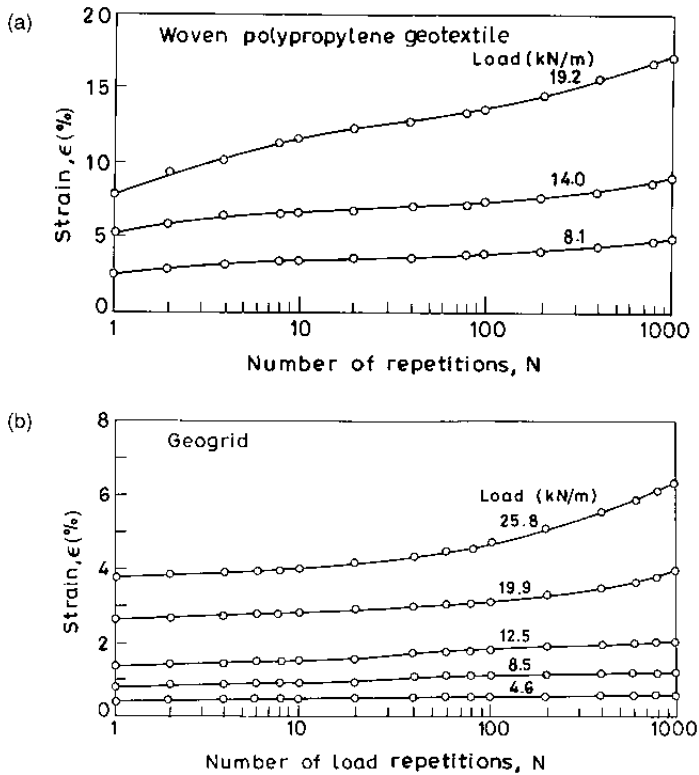 (a)
20
Woven polypropylene geotextile
Load (kN/m)
19.2
15
10
14.0
5
8.1
0
Strain, ε (%)
1
10
100
1000
Number of repetitions, N
(b)
8
Geogrid
Load (kN/m)
25.8
6
4
19.9
2
12.5
8.5
4.6
0
Strain, ε (%)
1
10
100
1000
Number of load repetitions, N